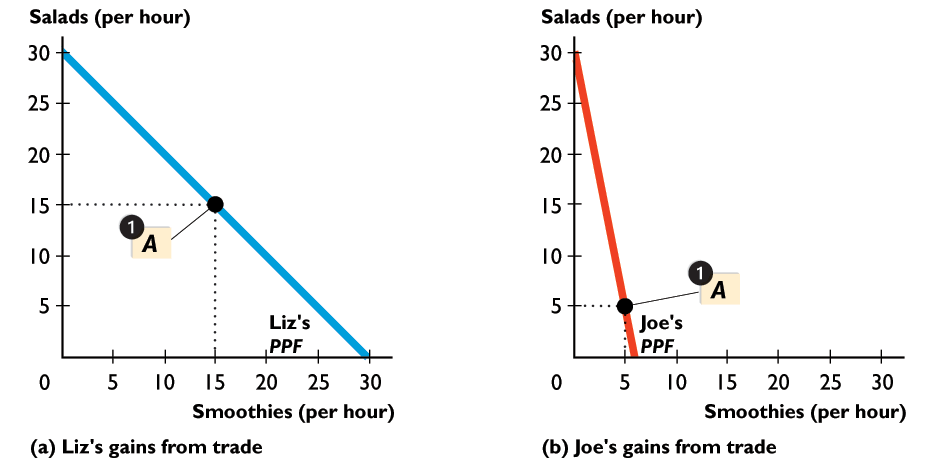 Salads (per hour)
30
25
20
15
10
5
0
1
A
Liz's
PPF
5 10 15 20 25 30
Smoothies (per hour)
(a) Liz's gains from trade
Salads (per hour)
30
25
20
15
10
5
0
1
A
Joe's
PPF
5 10 15 20 25 30
Smoothies (per hour)
(b) Joe's gains from trade